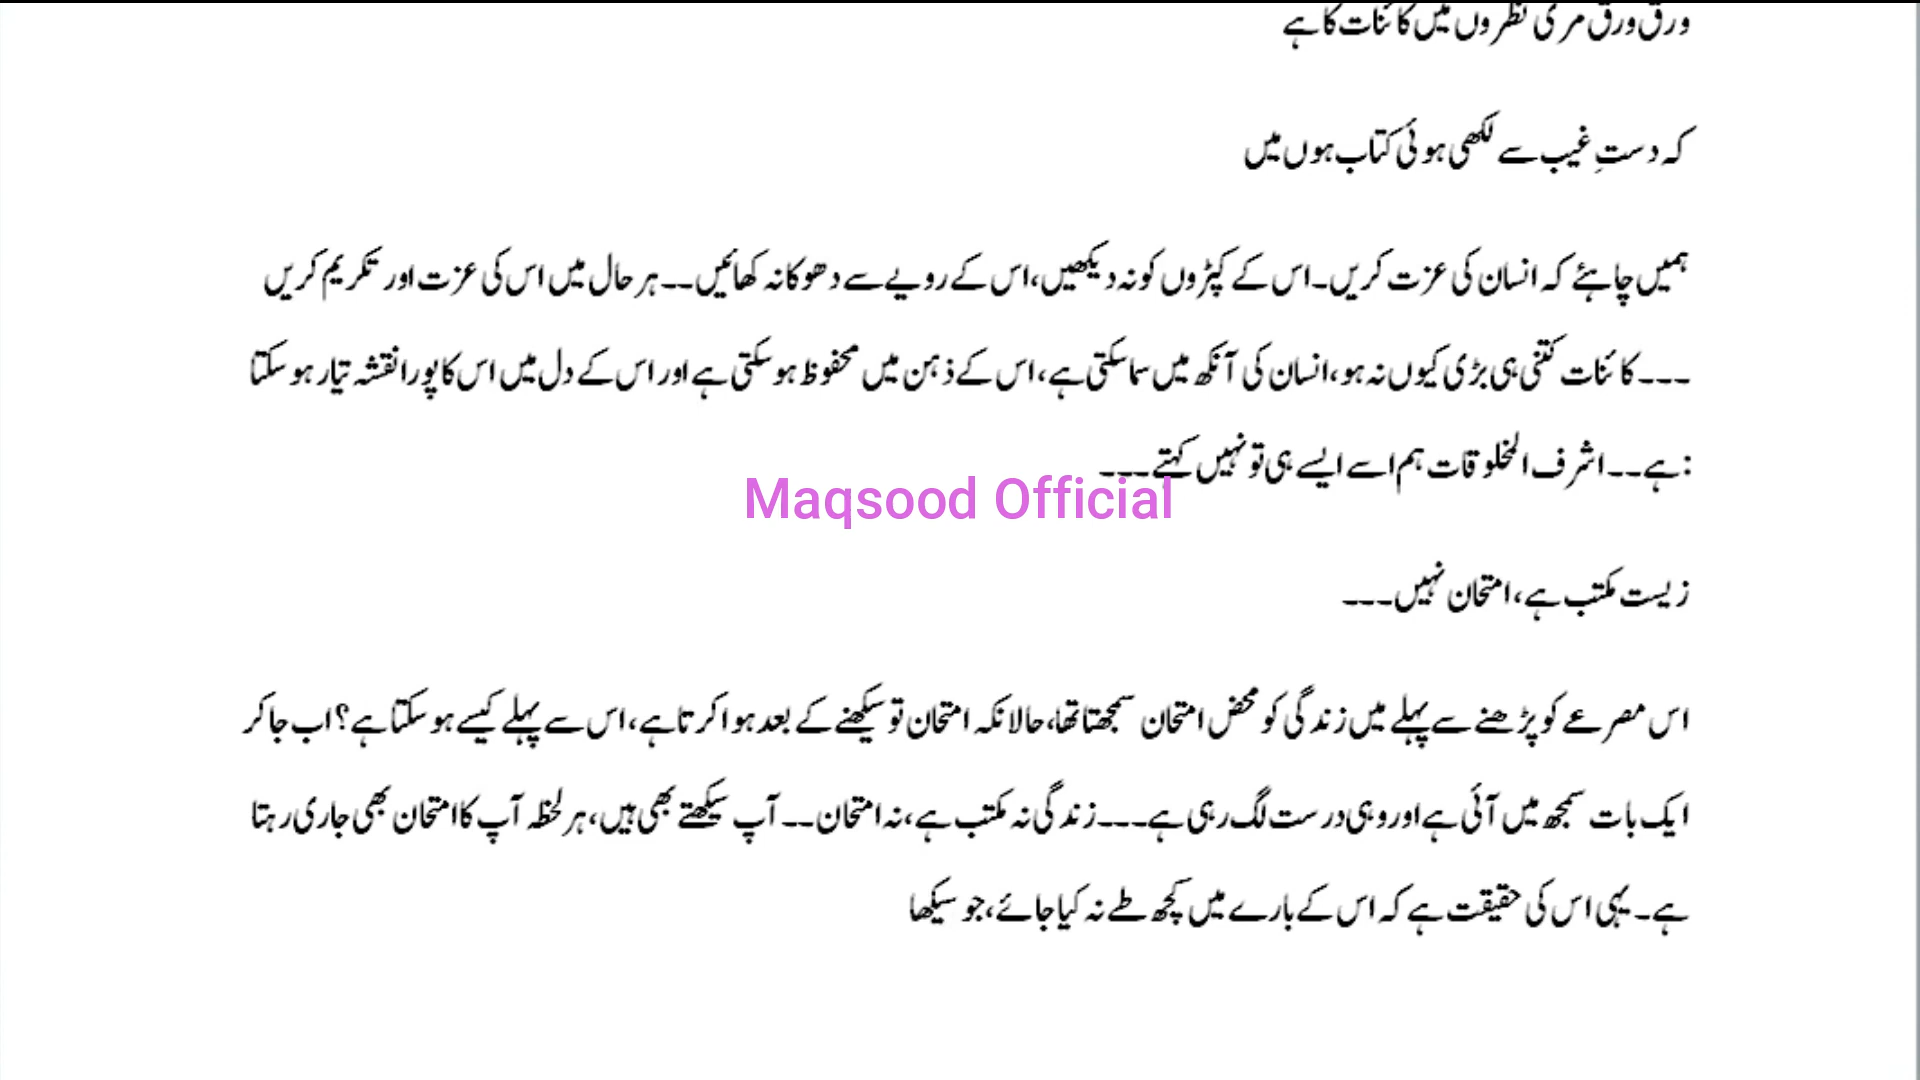 ورق ورق مری نظروں میں کائنات کا ہے
کہ دستِ غیب سے لکھی ہوئی کتاب ہوں میں
ہمیں چاہئے کہ انسان کی عزت کریں۔ اس کے کپڑوں کو نہ دیکھیں، اس کے رویے سے دھوکا نہ کھائیں۔۔ ہر حال میں اس کی عزت اور تکریم کریں
۔۔۔ کائنات کتنی ہی بڑی کیوں نہ ہو، انسان کی آنکھ میں سما سکتی ہے، اس کے ذہن میں محفوظ ہو سکتی ہے اور اس کے دل میں اس کا پورا نقشہ تیار ہو سکتا
:ہے۔۔ اشرف المخلوقات ہم اسے ایسے ہی تو نہیں کہتے۔۔۔
Maqsood Official
زیست مکتب ہے، امتحان نہیں۔۔۔
اس مصرعے کو پڑھنے سے پہلے میں زندگی کو محض امتحان سمجھتا تھا، حالانکہ امتحان تو سیکھنے کے بعد ہوا کرتا ہے، اس سے پہلے کیسے ہو سکتا ہے؟ اب جا کر
ایک بات سمجھ میں آئی ہے اور وہی درست لگ رہی ہے۔۔۔ زندگی نہ مکتب ہے، نہ امتحان۔۔ آپ سیکھتے بھی ہیں، ہر لحظہ آپ کا امتحان بھی جاری رہتا
ہے۔ یہی اس کی حقیقت ہے کہ اس کے بارے میں کچھ طے نہ کیا جائے، جو سیکھا